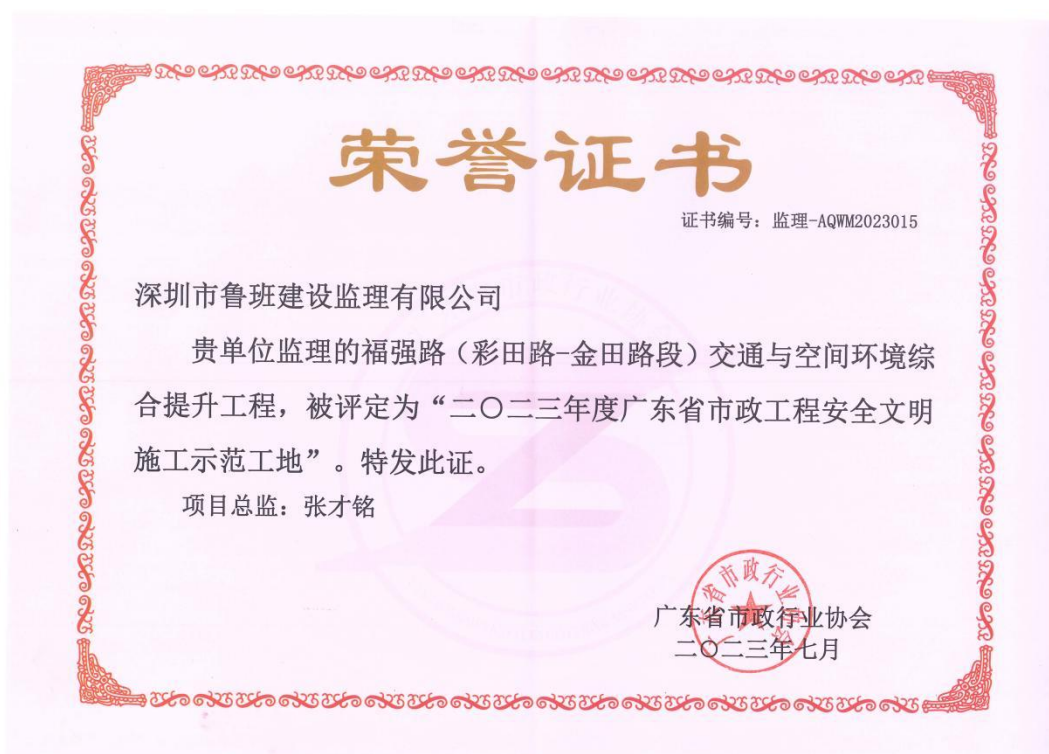 荣誉证书
证书编号：监理-AQWM2023015
深圳市鲁班建设监理有限公司
贵单位监理的福强路（彩田路-金田路段）交通与空间环境综
合提升工程，被评定为“二〇二三年度广东省市政工程安全文明
施工示范工地”。特发此证。
项目总监：张才铭
广东省市政行业协会
二〇二三年七月